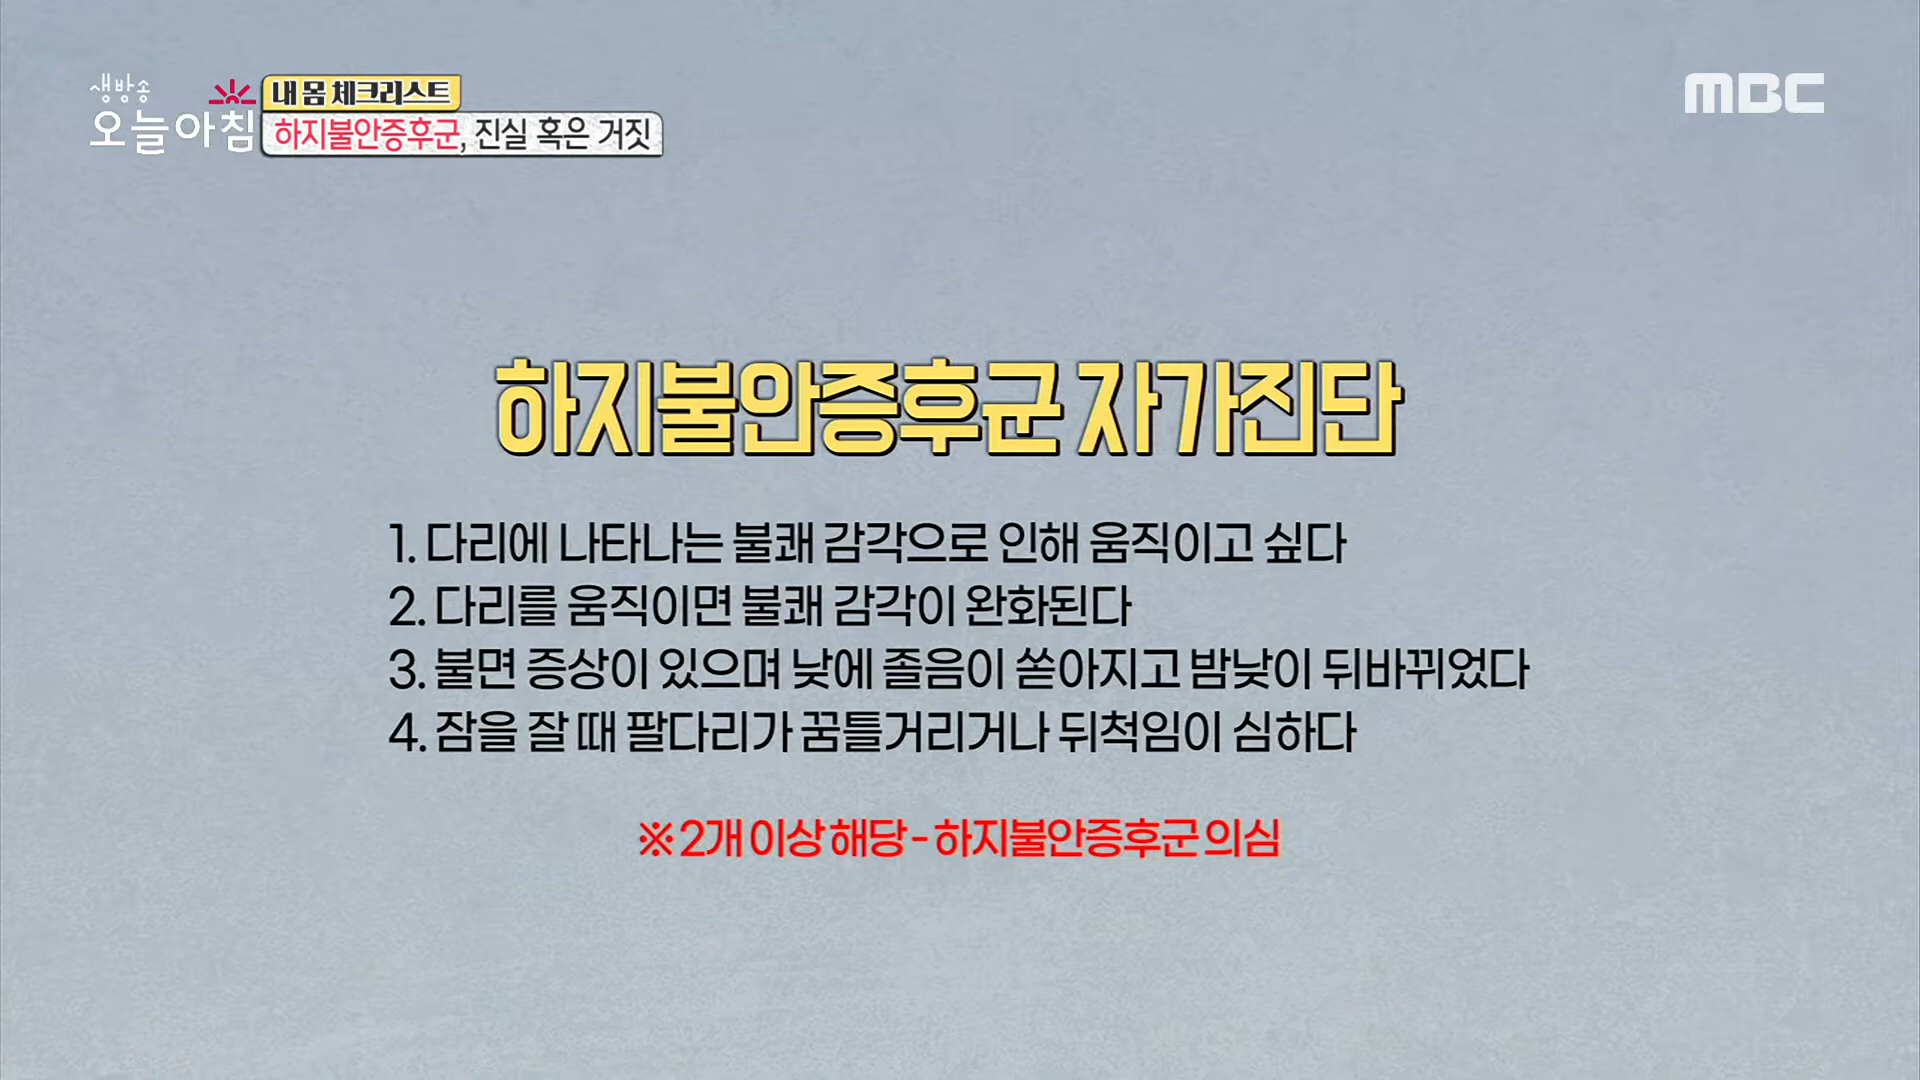 생방송
오늘아침
내 몸 체크리스트
하지불안증후군, 진실 혹은 거짓
MBC
하지불안증후군 자가진단
1. 다리에 나타나는 불쾌 감각으로 인해 움직이고 싶다
2. 다리를 움직이면 불쾌 감각이 완화된다
3. 불면 증상이 있으며 낮에 졸음이 쏟아지고 밤낮이 뒤바뀌었다
4. 잠을 잘 때 팔다리가 꿈틀거리거나 뒤척임이 심하다
※ 2개 이상 해당 - 하지불안증후군 의심